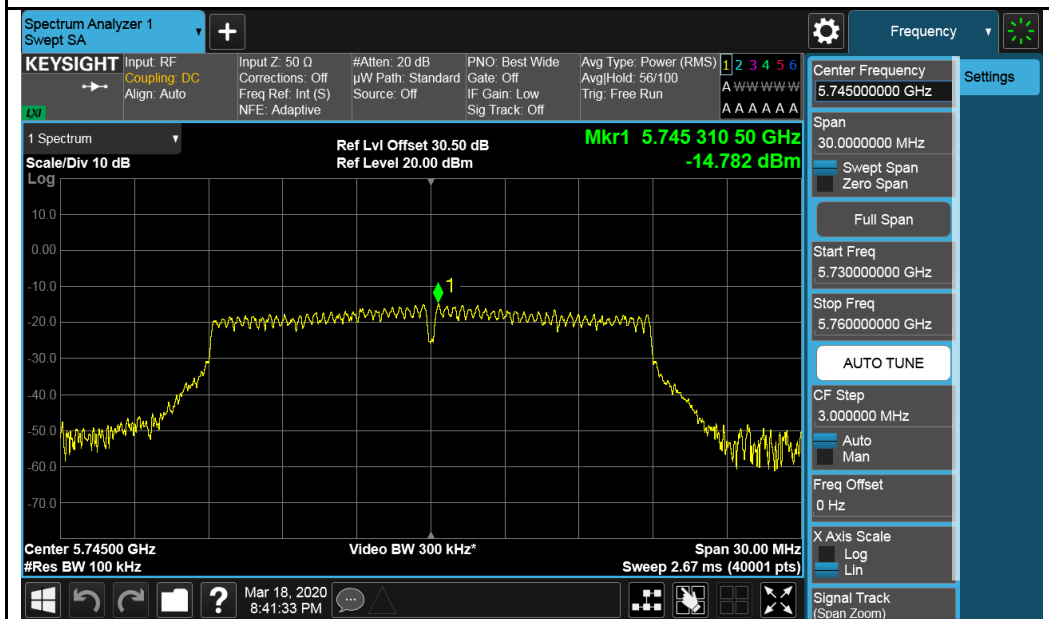 Spectrum Analyzer 1
Swept SA
+
Frequency
KEYSIGHT
Input: RF
Coupling: DC
Align: Auto
Input Z: 50 Ω
Corrections: Off
Freq Ref: Int (S)
NFE: Adaptive
#Atten: 20 dB
µW Path: Standard
Source: Off
PNO: Best Wide
Gate: Off
IF Gain: Low
Sig Track: Off
Avg Type: Power (RMS)
Avg|Hold: 56/100
Trig: Free Run
1 2 3 4 5 6
A W W W W W
A A A A A A
LXI
1 Spectrum
Scale/Div 10 dB
Log
Ref Lvl Offset 30.50 dB
Ref Level 20.00 dBm
Mkr1 5.745 310 50 GHz
-14.782 dBm
10.0
0.00
-10.0
-20.0
-30.0
-40.0
-50.0
-60.0
-70.0
1
Center 5.74500 GHz
#Res BW 100 kHz
Video BW 300 kHz*
Span 30.00 MHz
Sweep 2.67 ms (40001 pts)
Center Frequency
5.745000000 GHz
Settings
Span
30.0000000 MHz
Swept Span
Zero Span
Full Span
Start Freq
5.730000000 GHz
Stop Freq
5.760000000 GHz
AUTO TUNE
CF Step
3.000000 MHz
Auto
Man
Freq Offset
0 Hz
X Axis Scale
Log
Lin
Signal Track
(Span Zoom)
?
Mar 18, 2020
8:41:33 PM